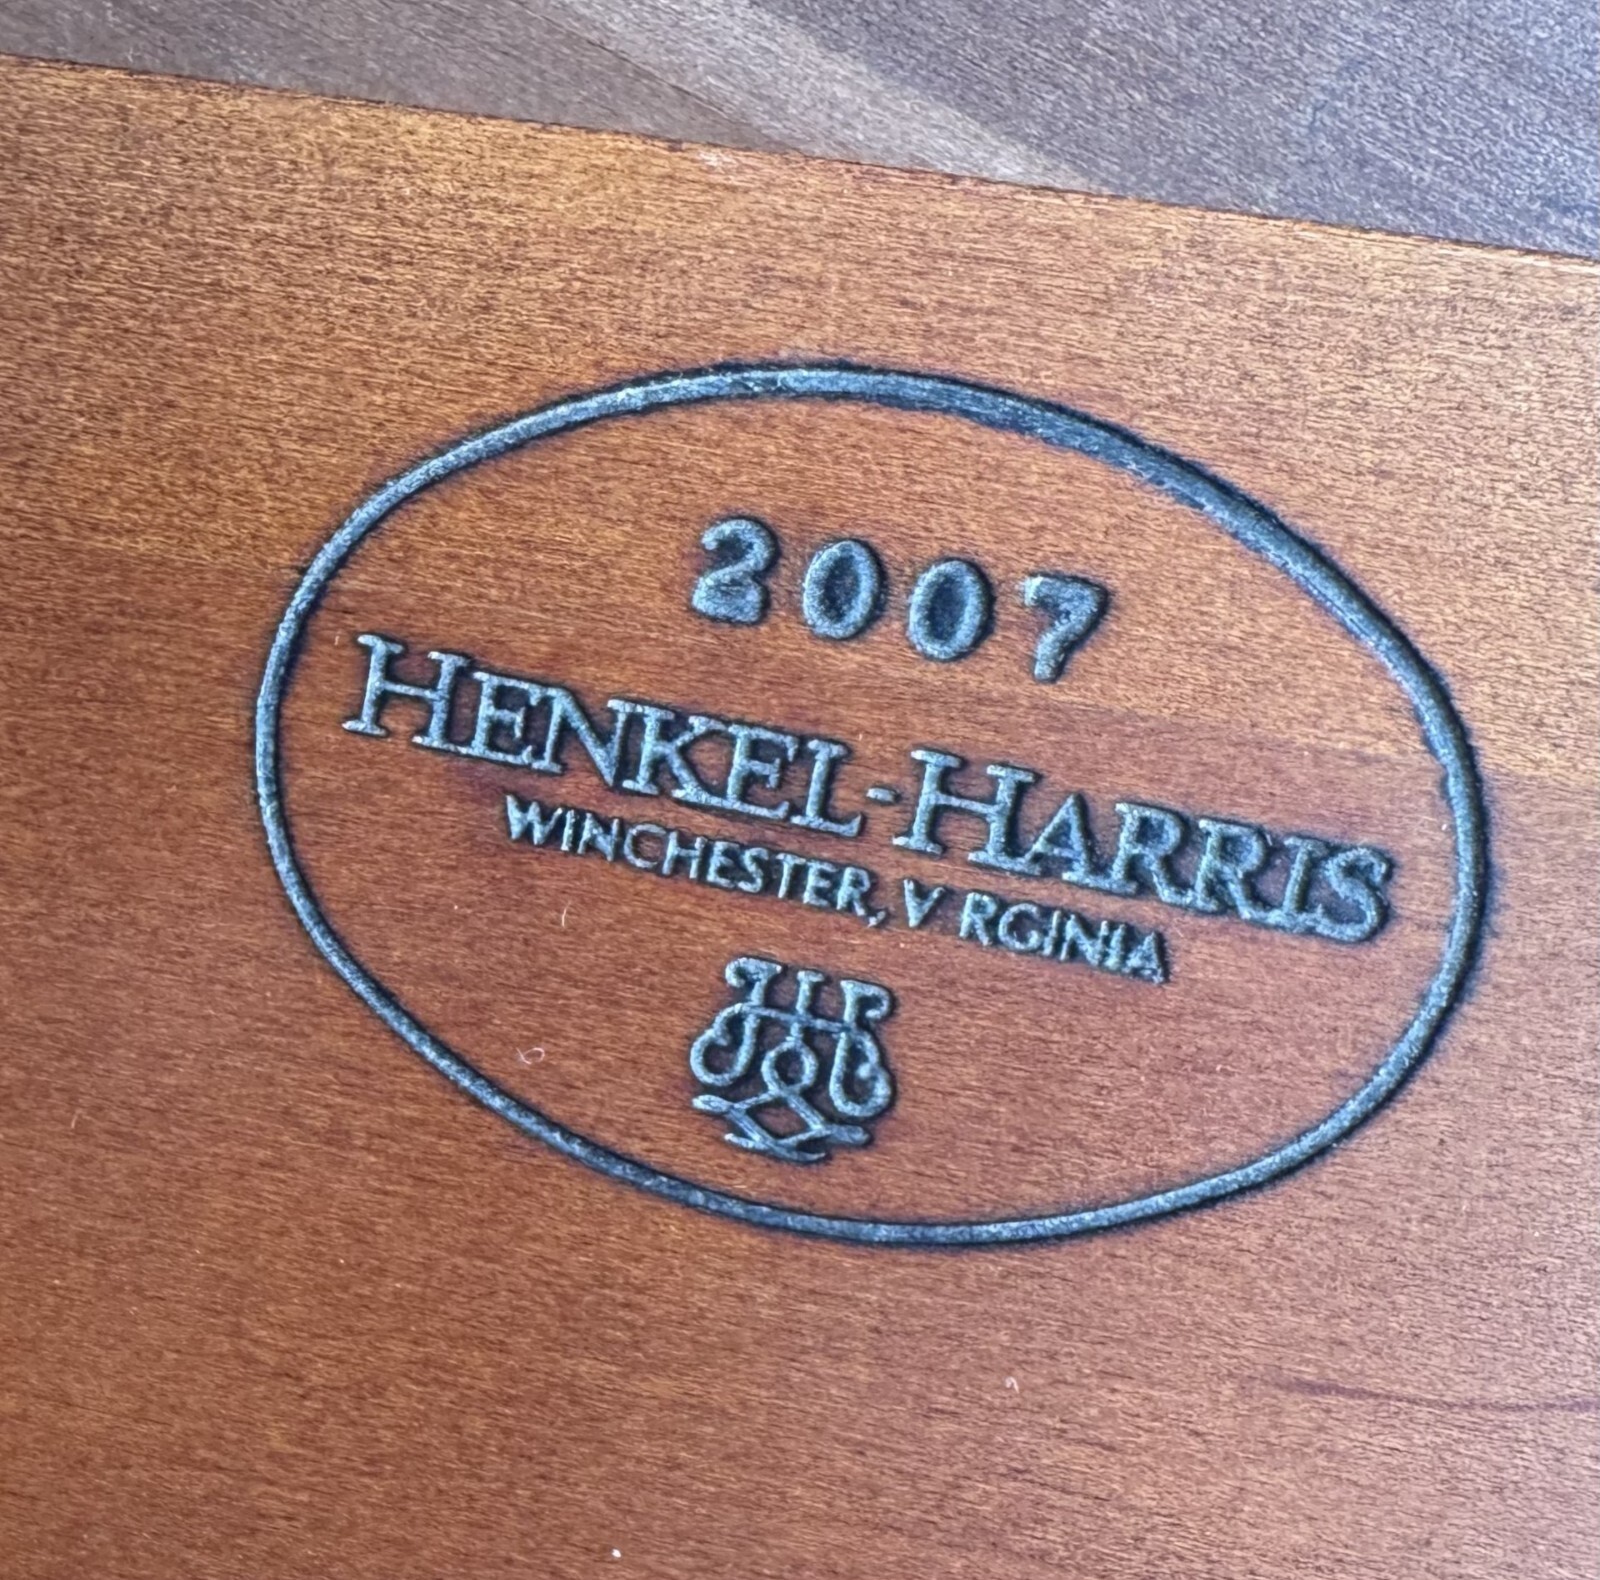 2007
HENKEL-HARRIS
WINCHESTER, V RGINIA